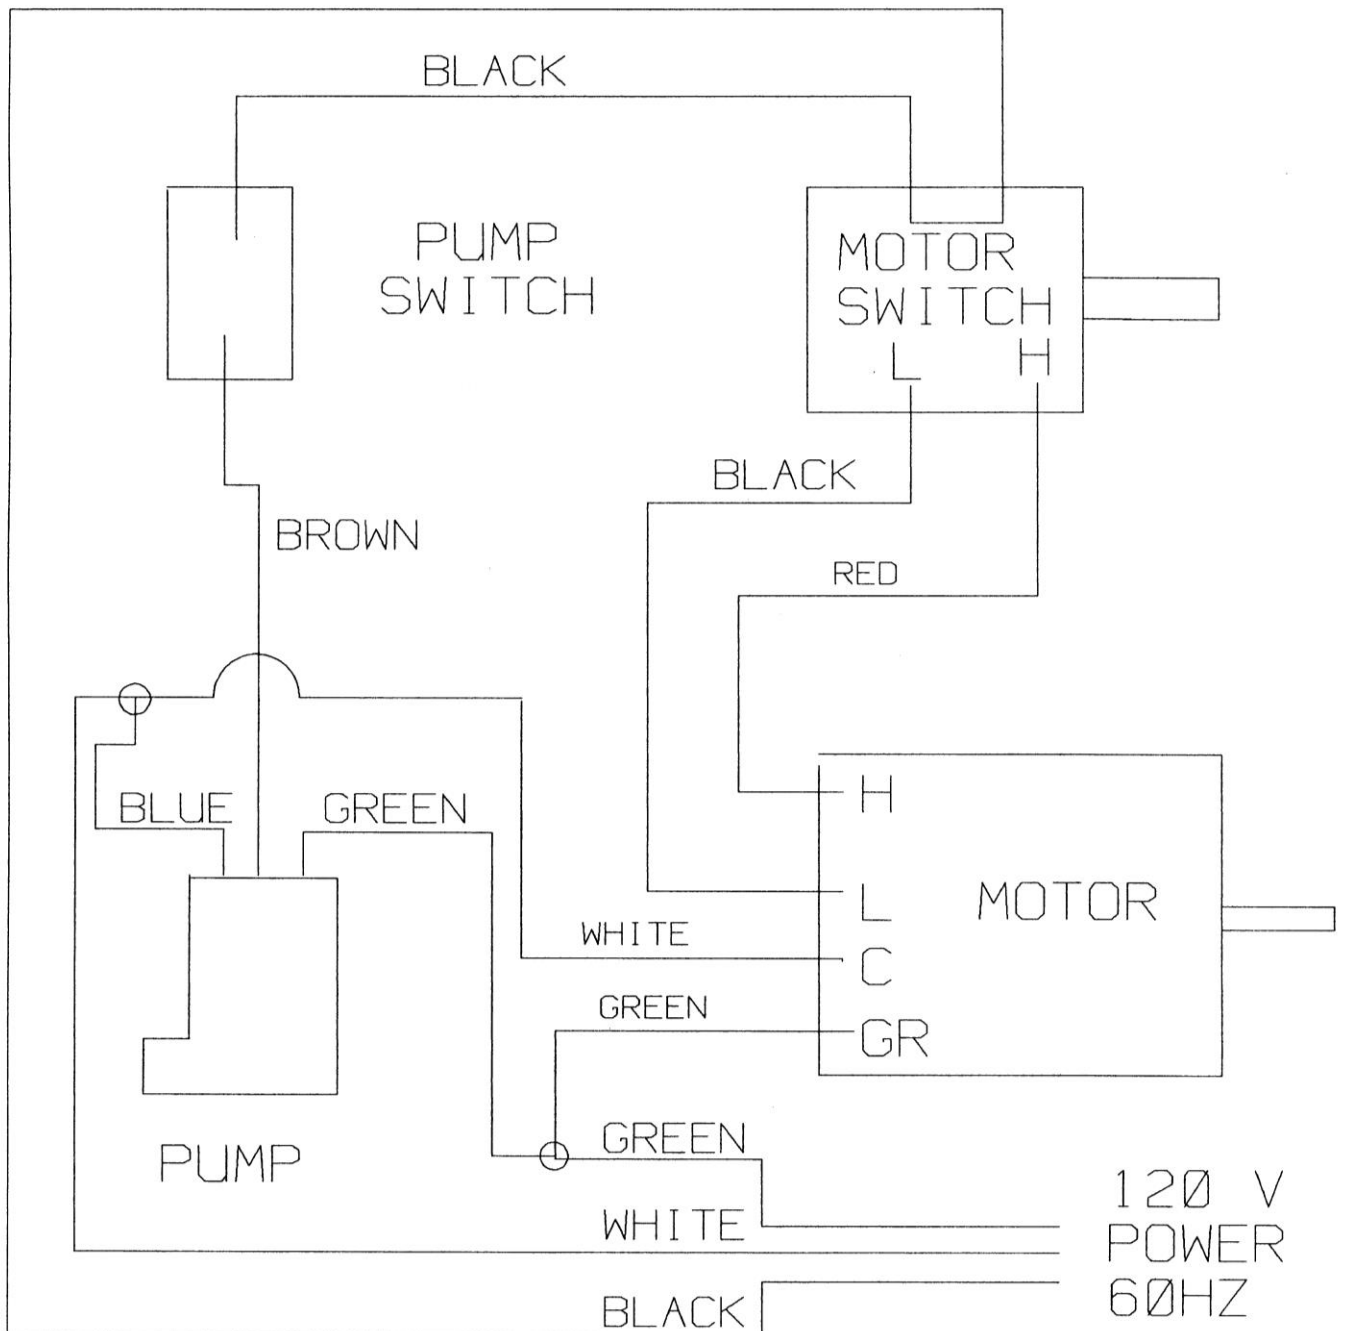 BLACK
PUMP
SWITCH
MOTOR
SWITCH
L H
BLACK
BROWN
RED
BLUE
GREEN
H
L
MOTOR
WHITE
C
GREEN
GR
PUMP
GREEN
WHITE
BLACK
120 V
POWER
60HZ